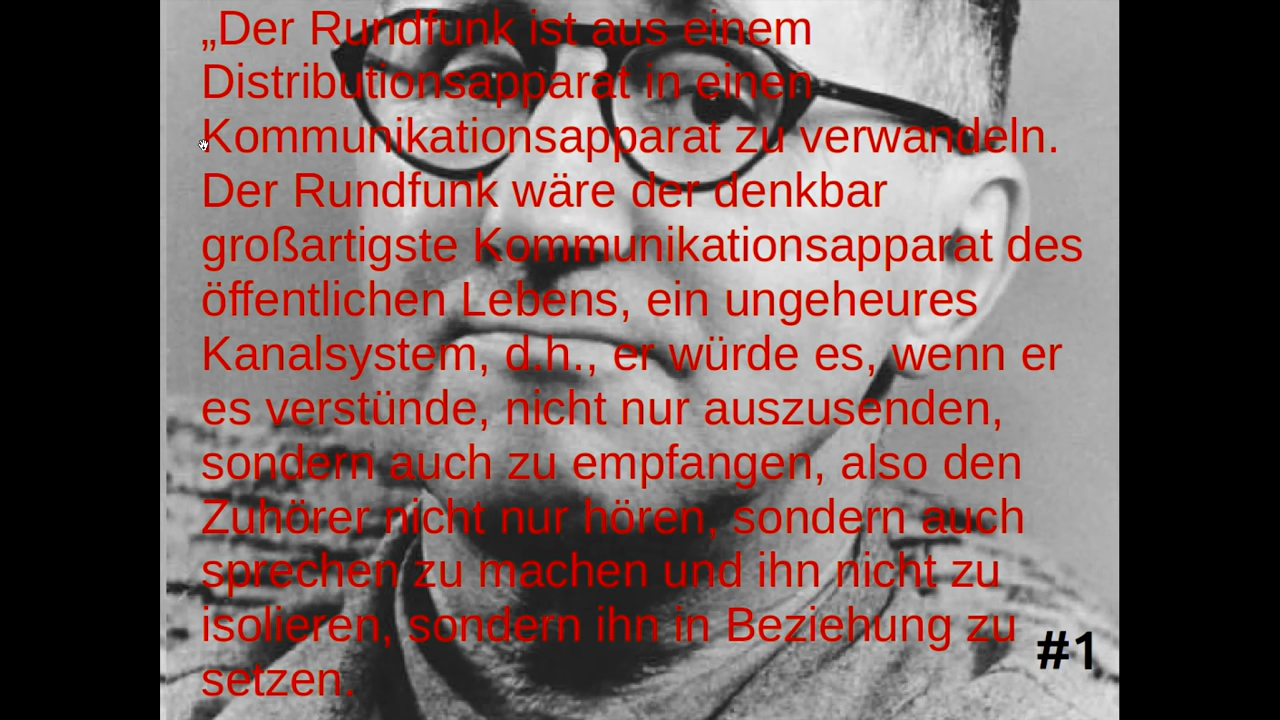 „Der Rundfunk ist aus einem
Distributionsapparat in einen
Kommunikationsapparat zu verwandeln.
Der Rundfunk wäre der denkbar
großartigste Kommunikationsapparat des
öffentlichen Lebens, ein ungeheures
Kanalsystem, d.h., er würde es, wenn er
es verstünde, nicht nur auszusenden,
sondern auch zu empfangen, also den
Zuhörer nicht nur hören, sondern auch
sprechen zu machen und ihn nicht zu
isolieren, sondern ihn in Beziehung zu
setzen.
#1